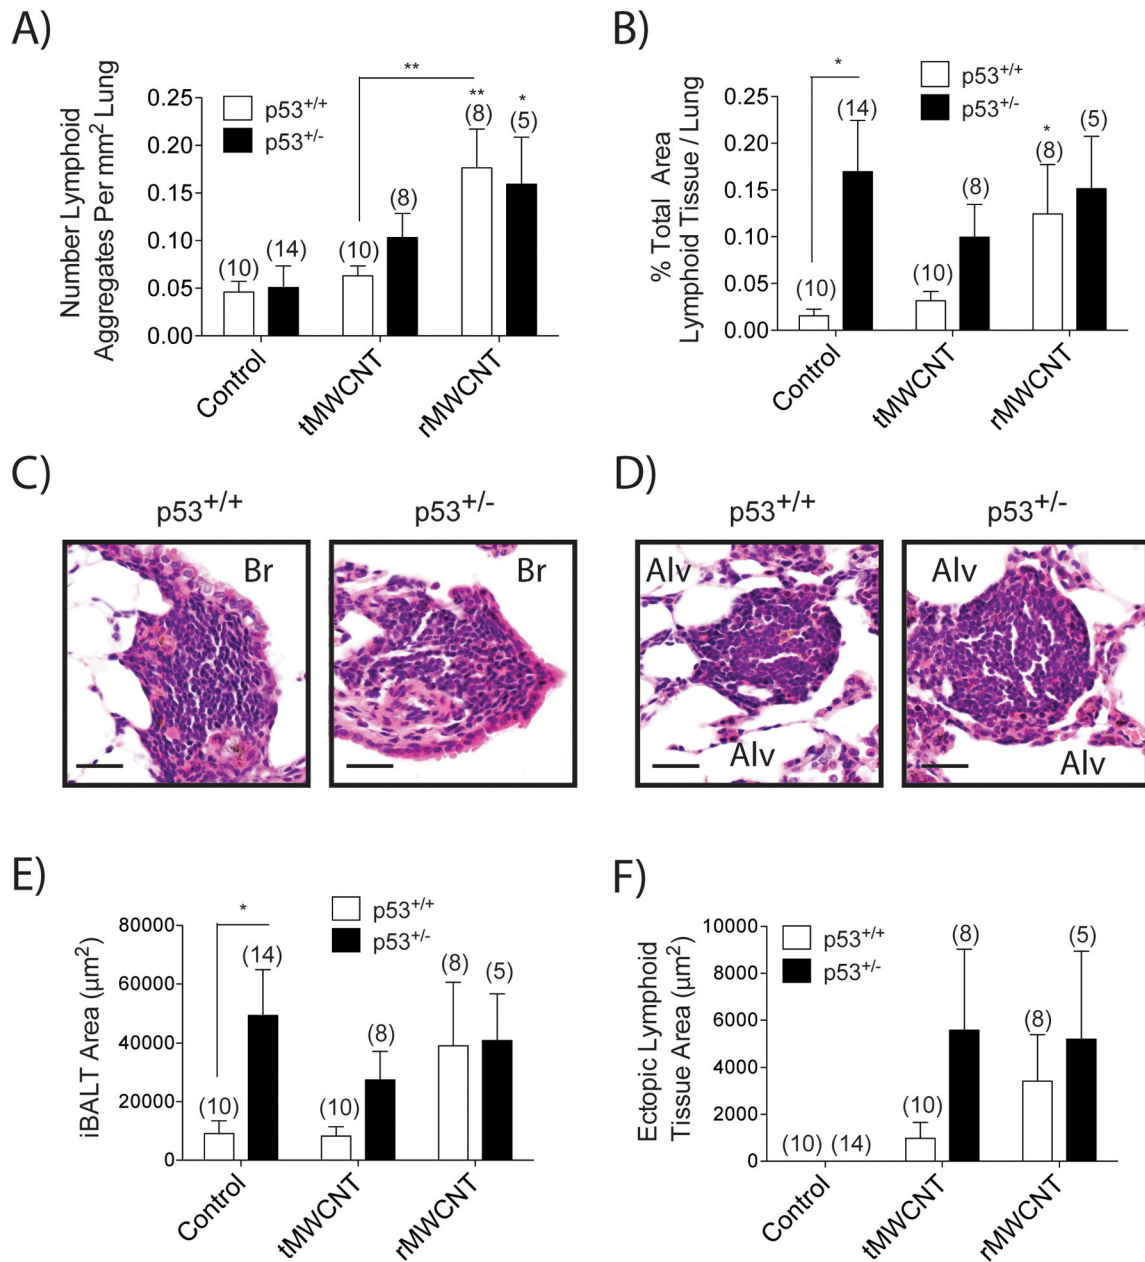 A)
**
p53+/+
p53+/-
**
*
(8)
(5)
(8)
(10)
(14)
(10)
Number Lymphoid
Aggregates Per mm2 Lung
0.25
0.20
0.15
0.10
0.05
0.00
Control
tMWCNT
rMWCNT
B)
*
p53+/+
p53+/-
(14)
(5)
*
(8)
(8)
(10)
(10)
% Total Area
Lymphoid Tissue / Lung
0.25
0.20
0.15
0.10
0.05
0.00
Control
tMWCNT
rMWCNT
C)
p53+/+
p53+/-
Br
Br
D)
p53+/+
p53+/-
Alv
Alv
Alv
Alv
E)
*
p53+/+
p53+/-
(14)
(8)
(5)
(8)
(10)
(10)
iBALT Area (μm2)
80000
60000
40000
20000
0
Control
tMWCNT
rMWCNT
F)
p53+/+
p53+/-
(8)
(5)
(8)
(10)
(10)
(14)
Ectopic Lymphoid
Tissue Area (μm2)
10000
8000
6000
4000
2000
0
Control
tMWCNT
rMWCNT